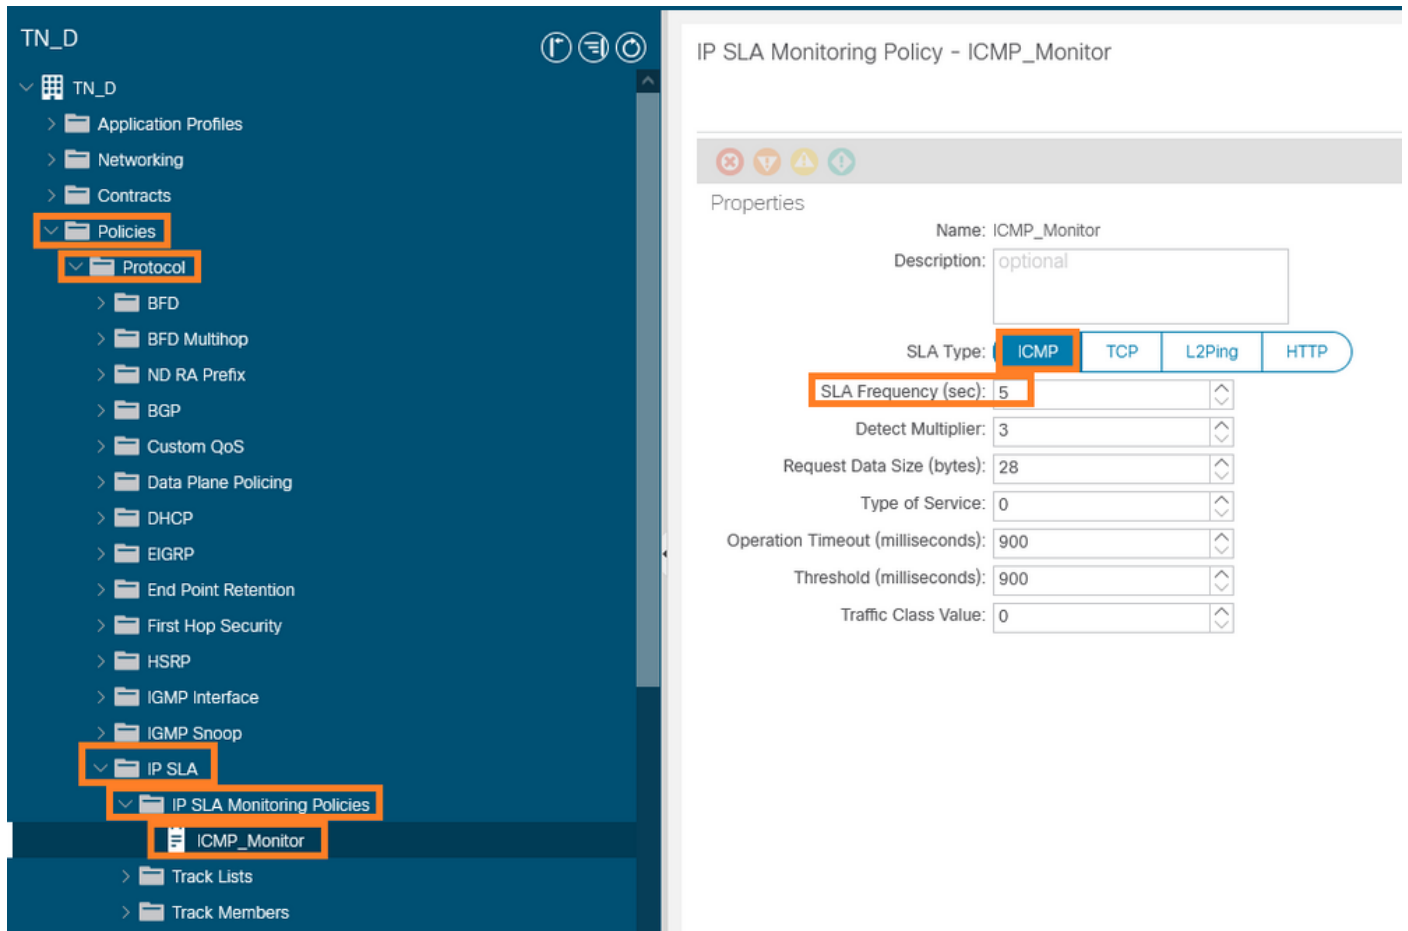 TN_D
TN_D
Application Profiles
Networking
Contracts
Policies
Protocol
BFD
BFD Multihop
ND RA Prefix
BGP
Custom QoS
Data Plane Policing
DHCP
EIGRP
End Point Retention
First Hop Security
HSRP
IGMP Interface
IGMP Snoop
IP SLA
IP SLA Monitoring Policies
ICMP_Monitor
Track Lists
Track Members
IP SLA Monitoring Policy - ICMP_Monitor
Properties
Name: ICMP_Monitor
Description: optional
SLA Type: ICMP TCP L2Ping HTTP
SLA Frequency (sec): 5
Detect Multiplier: 3
Request Data Size (bytes): 28
Type of Service: 0
Operation Timeout (milliseconds): 900
Threshold (milliseconds): 900
Traffic Class Value: 0